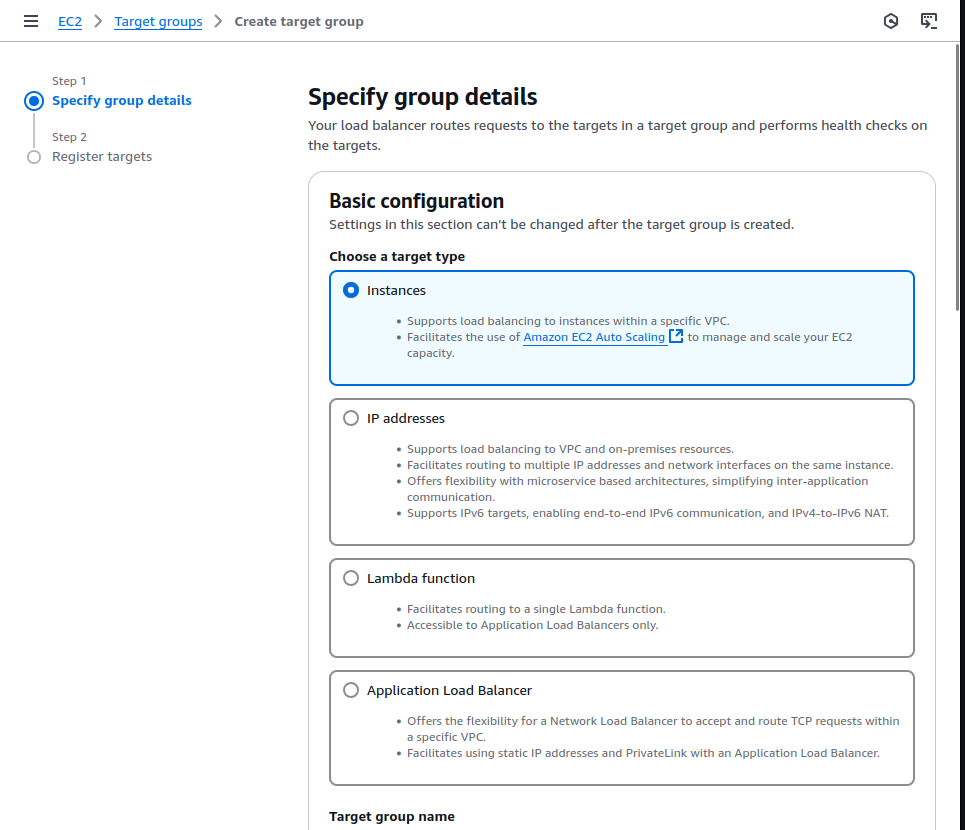 EC2 > Target groups > Create target group
Step 1
Specify group details
Step 2
Register targets
Specify group details
Your load balancer routes requests to the targets in a target group and performs health checks on
the targets.
Basic configuration
Settings in this section can't be changed after the target group is created.
Choose a target type
Instances
• Supports load balancing to instances within a specific VPC.
• Facilitates the use of Amazon EC2 Auto Scaling to manage and scale your EC2
capacity.
IP addresses
• Supports load balancing to VPC and on-premises resources.
• Facilitates routing to multiple IP addresses and network interfaces on the same instance.
• Offers flexibility with microservice based architectures, simplifying inter-application
communication.
• Supports IPv6 targets, enabling end-to-end IPv6 communication, and IPv4-to-IPv6 NAT.
Lambda function
• Facilitates routing to a single Lambda function.
• Accessible to Application Load Balancers only.
Application Load Balancer
• Offers the flexibility for a Network Load Balancer to accept and route TCP requests within
a specific VPC.
• Facilitates using static IP addresses and PrivateLink with an Application Load Balancer.
Target group name